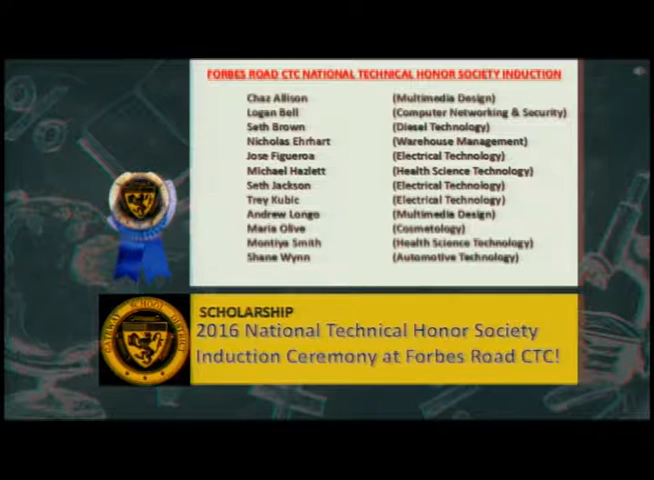 FORBES ROAD CTC NATIONAL TECHNICAL HONOR SOCIETY INDUCTION
Chaz Allison (Multimedia Design)
Logan Bell (Computer Networking & Security)
Seth Brown (Diesel Technology)
Nicholas Ehrhart (Warehouse Management)
Jose Figueroa (Electrical Technology)
Michael Hazlett (Health Science Technology)
Seth Jackson (Electrical Technology)
Trey Kubic (Electrical Technology)
Andrew Longo (Multimedia Design)
Maria Olive (Cosmetology)
Montiya Smith (Health Science Technology)
Shane Wynn (Automotive Technology)
GATEWAY SCHOOL DISTRICT
SCHOLARSHIP
2016 National Technical Honor Society
Induction Ceremony at Forbes Road CTC!